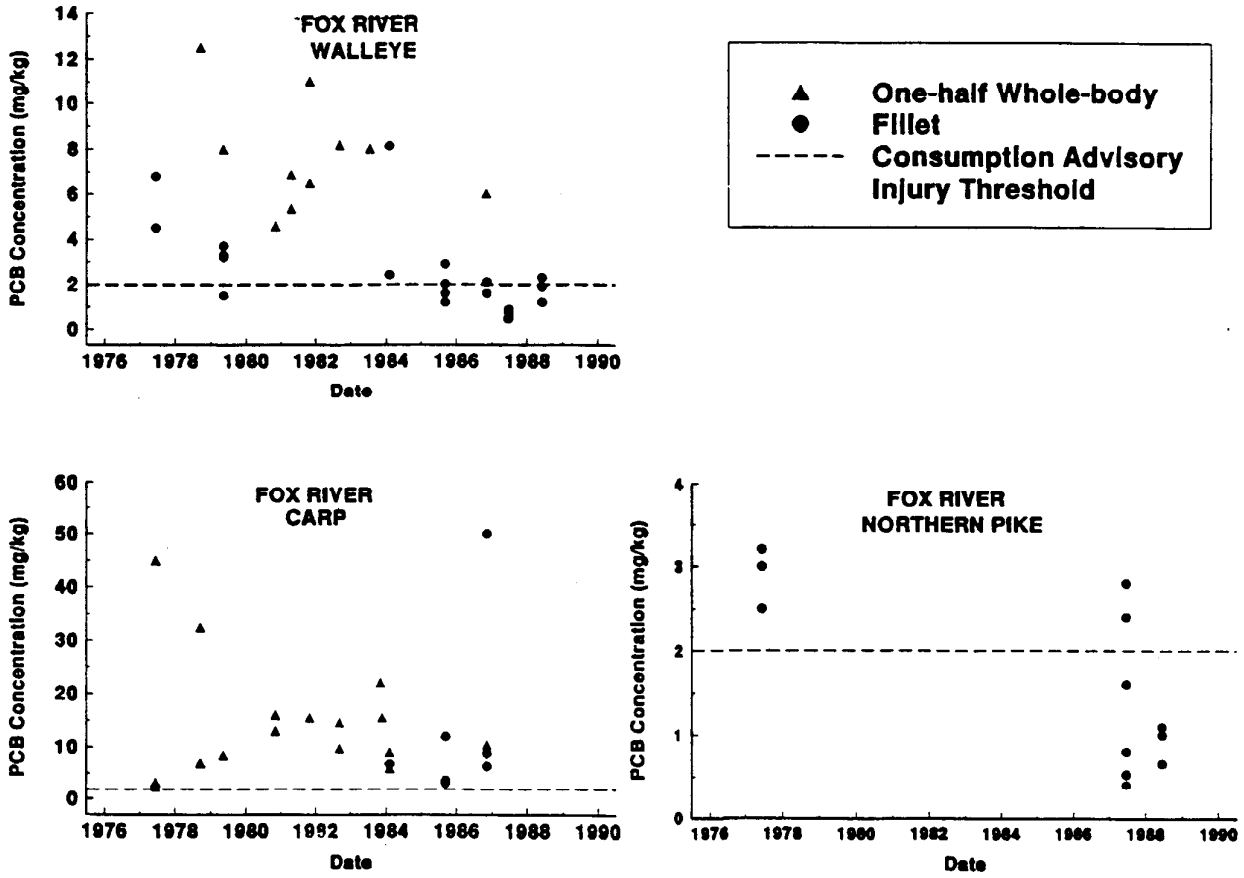 FOX RIVER
WALLEYE
PCB Concentration (mg/kg)
14
12
10
8
6
4
2
0
1976 1978 1980 1982 1984 1986 1988 1990
Date
One-half Whole-body
Fillet
Consumption Advisory
Injury Threshold
FOX RIVER
CARP
PCB Concentration (mg/kg)
60
50
40
30
20
10
0
1976 1978 1980 1992 1984 1986 1988 1990
Date
FOX RIVER
NORTHERN PIKE
PCB Concentration (mg/kg)
4
3
2
1
0
1976 1978 1980 1982 1984 1986 1988 1990
Date